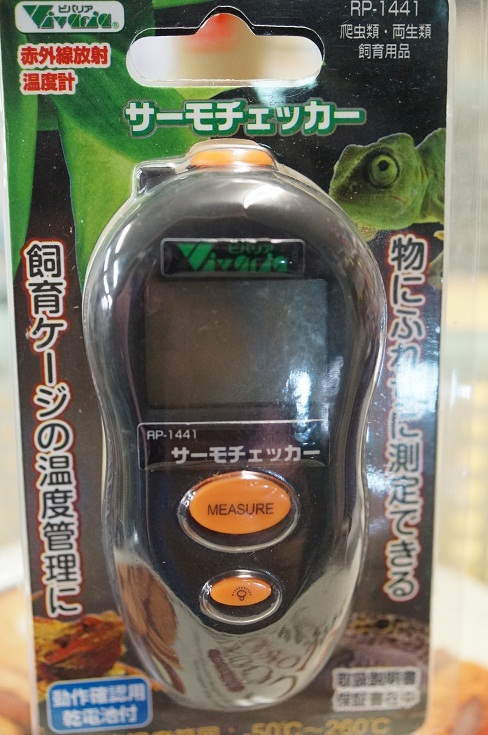 ビバリア
Vivaria®
赤外線放射
温度計
RP-1441
爬虫類・両生類
飼育用品
サーモチェッカー
物にふれずに測定できる
飼育ケージの温度管理に
ビバリア
Vivaria
RP-1441
サーモチェッカー
MEASURE
動作確認用
乾電池付
取扱説明書
保証書在中
-50℃～260℃